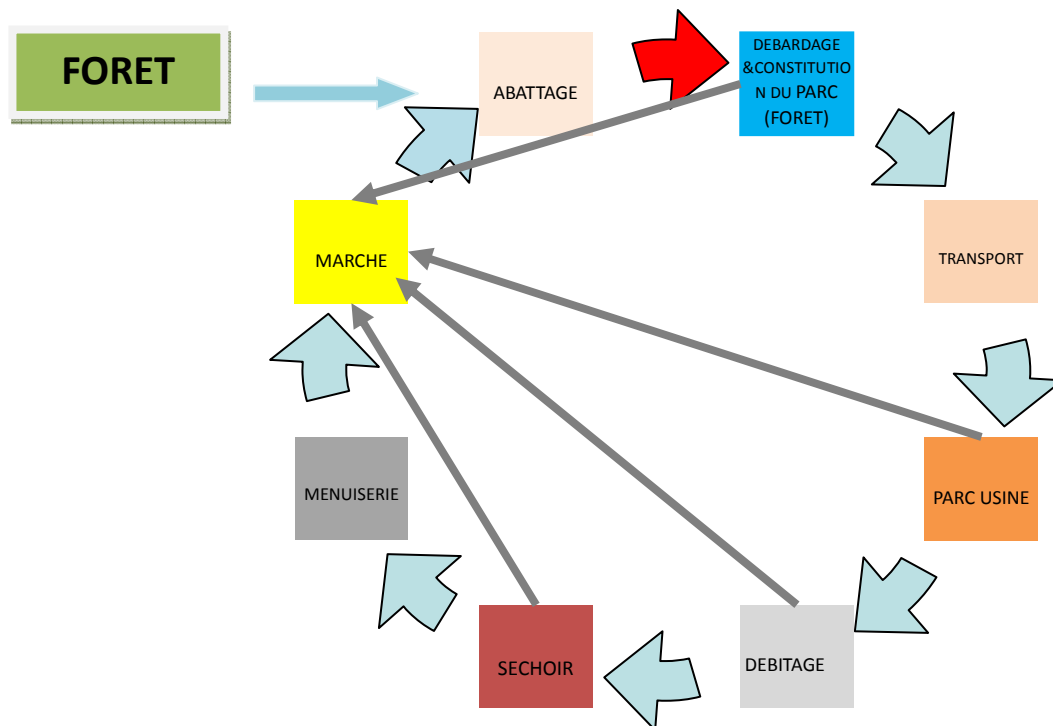 FORET
ABATTAGE
DEBARDAGE
&CONSTITUTIO
N DU PARC
(FORET)
MARCHE
TRANSPORT
MENUISERIE
PARC USINE
SECHOIR
DEBITAGE